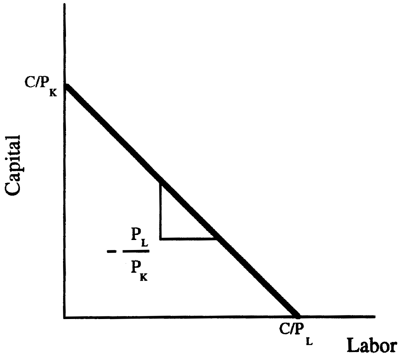 C/P_K
Capital
- P_L
P_K
C/P_L
Labor